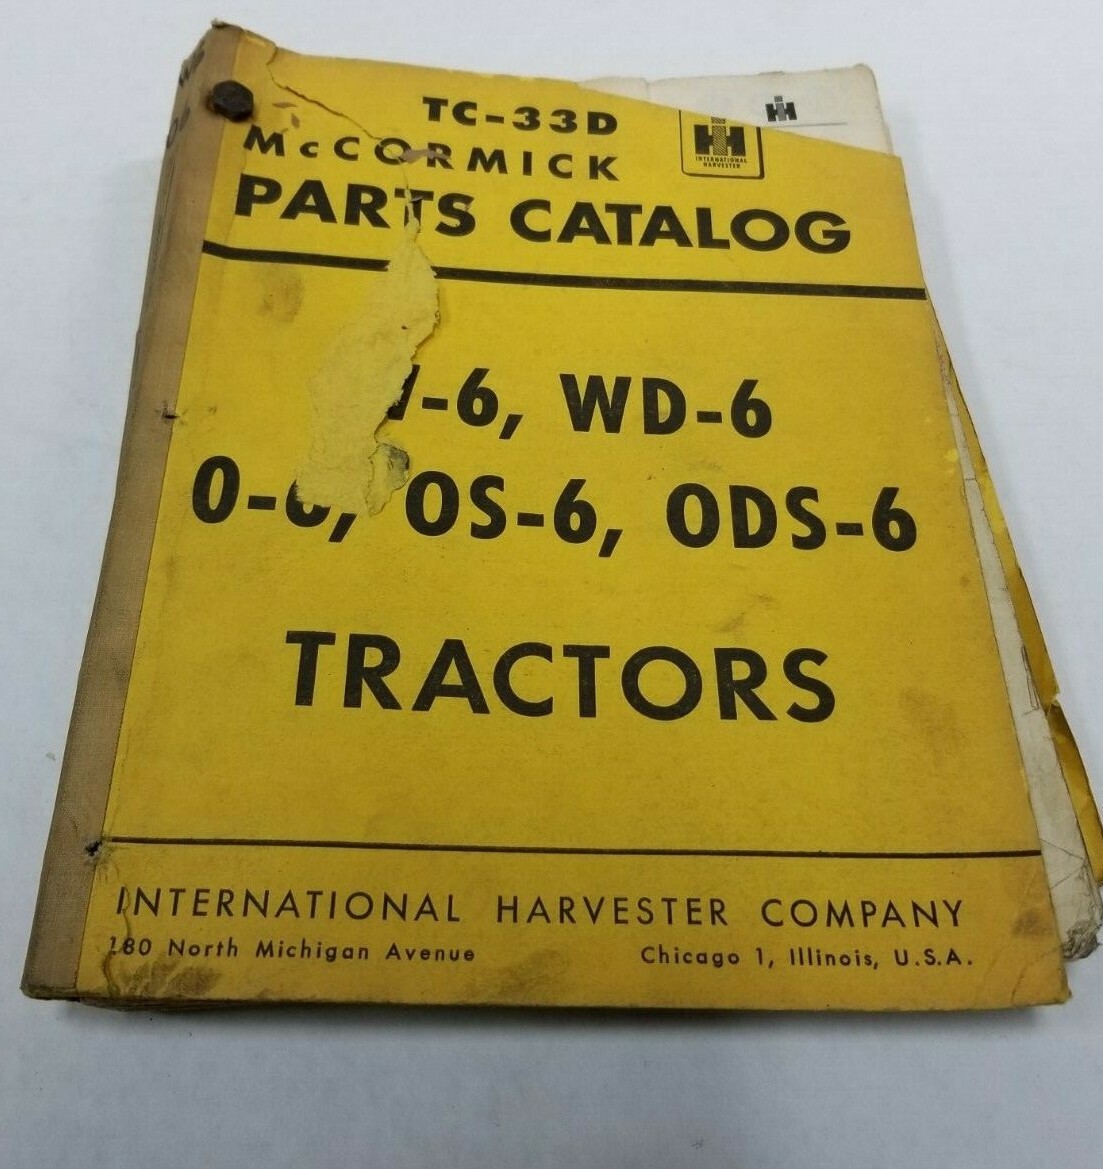 TC-33D
McCORMICK
PARTS CATALOG
IH
INTERNATIONAL
HARVESTER
IH
-6, WD-6
O-6, OS-6, ODS-6
TRACTORS
INTERNATIONAL HARVESTER COMPANY
180 North Michigan Avenue
Chicago 1, Illinois, U.S.A.